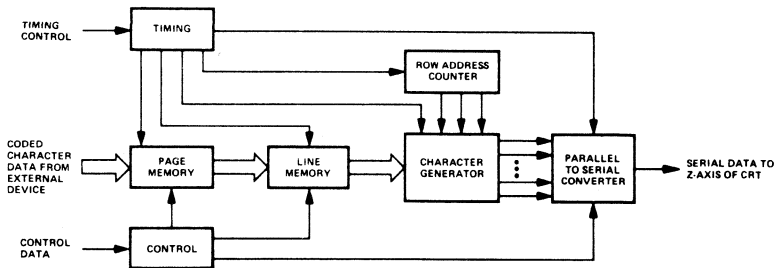 TIMING
CONTROL
TIMING
ROW ADDRESS
COUNTER
CODED
CHARACTER
DATA FROM
EXTERNAL
DEVICE
PAGE
MEMORY
LINE
MEMORY
CHARACTER
GENERATOR
PARALLEL
TO SERIAL
CONVERTER
SERIAL DATA TO
Z-AXIS OF CRT
CONTROL
DATA
CONTROL